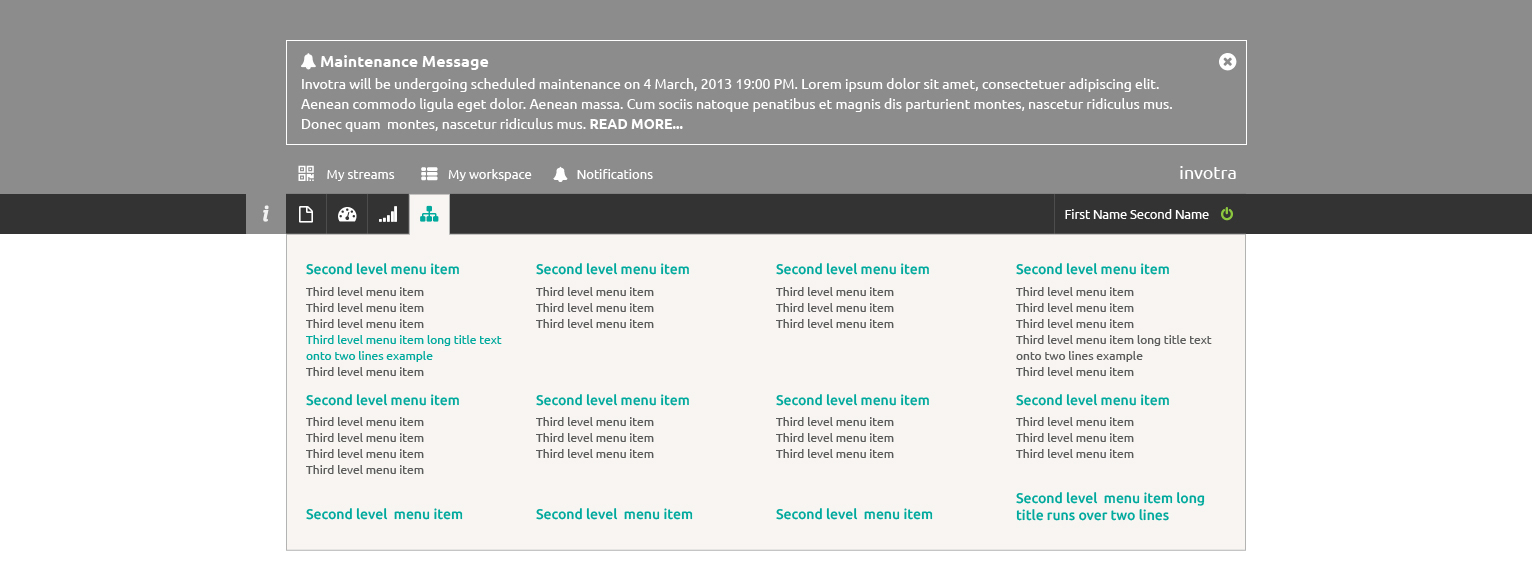 Maintenance Message
Invotra will be undergoing scheduled maintenance on 4 March, 2013 19:00 PM. Lorem ipsum dolor sit amet, consectetuer adipiscing elit.
Aenean commodo ligula eget dolor. Aenean massa. Cum sociis natoque penatibus et magnis dis parturient montes, nascetur ridiculus mus.
Donec quam  montes, nascetur ridiculus mus. READ MORE...
My streams
My workspace
Notifications
invotra
i
First Name Second Name
Second level menu item
Third level menu item
Third level menu item
Third level menu item
Third level menu item long title text
onto two lines example
Third level menu item
Second level menu item
Third level menu item
Third level menu item
Third level menu item
Second level menu item
Third level menu item
Third level menu item
Third level menu item
Second level menu item
Third level menu item
Third level menu item
Third level menu item
Third level menu item long title text
onto two lines example
Third level menu item
Second level menu item
Third level menu item
Third level menu item
Third level menu item
Third level menu item
Second level menu item
Third level menu item
Third level menu item
Third level menu item
Second level menu item
Third level menu item
Third level menu item
Third level menu item
Second level menu item
Third level menu item
Third level menu item
Third level menu item
Second level  menu item
Second level  menu item
Second level  menu item
Second level  menu item long
title runs over two lines